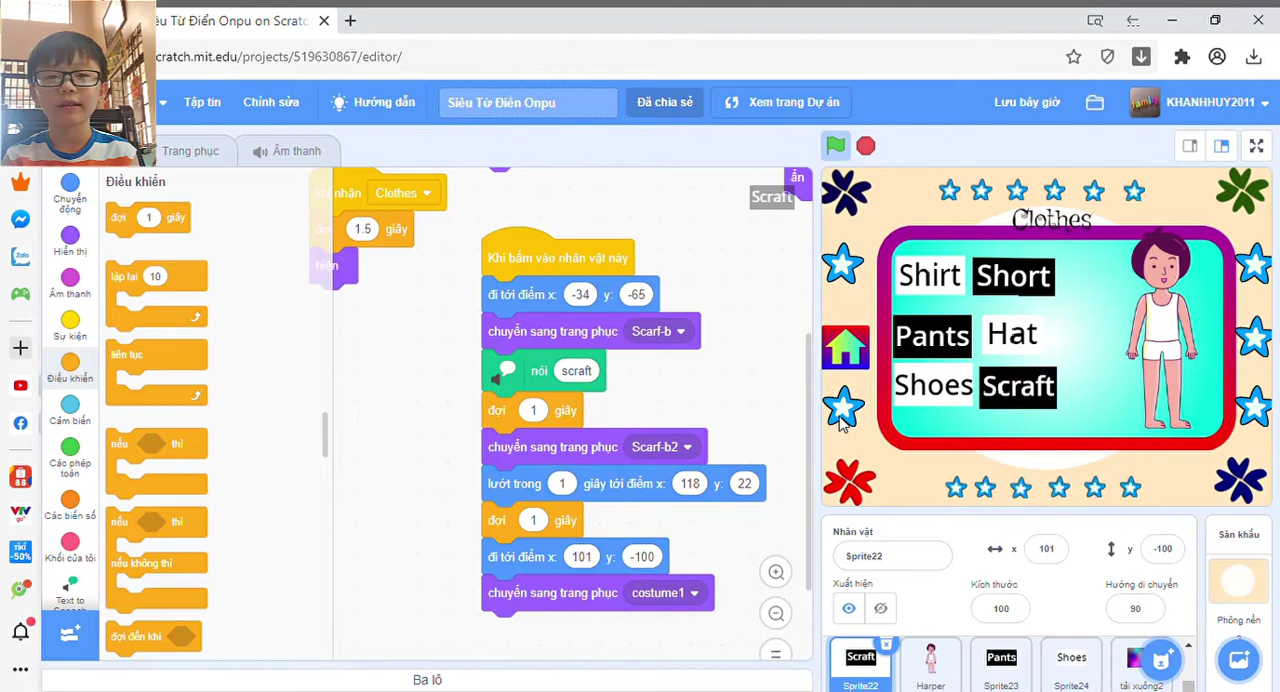 êu Từ Điển Onpu on Scratc
cratch.mit.edu/projects/519630867/editor/
Tập tin
Chỉnh sửa
Hướng dẫn
Siêu Từ Điển Onpu
Đã chia sẻ
Xem trang Dự án
Lưu bây giờ
KHANHHUY2011
Trang phục
Âm thanh
Chuyển động
Hiển thị
Âm thanh
Sự kiện
Điều khiển
Cảm biến
Các phép toán
Các biến số
Khối của tôi
Text to
Zalo
8.8
VTV go
TIKI -50%
Điều khiển
đợi 1 giây
lặp lại 10
liên tục
nếu thì
nếu thì
nếu không thì
đợi đến khi
nhận Clothes
1.5 giây
hiện
ẩn
Scraft
Khi bấm vào nhân vật này
đi tới điểm x: -34 y: -65
chuyển sang trang phục Scarf-b
nói scraft
đợi 1 giây
chuyển sang trang phục Scarf-b2
lướt trong 1 giây tới điểm x: 118 y: 22
đợi 1 giây
đi tới điểm x: 101 y: -100
chuyển sang trang phục costume1
Ba lô
Clothes
Shirt Short
Pants Hat
Shoes Scraft
Nhân vật
Sprite22
x 101
y -100
Xuất hiện
Kích thước
100
Hướng di chuyển
90
Sân khấu
Phông nền
2
Scraft
Sprite22
Harper
Pants
Sprite23
Shoes
Sprite24
tải xuống2